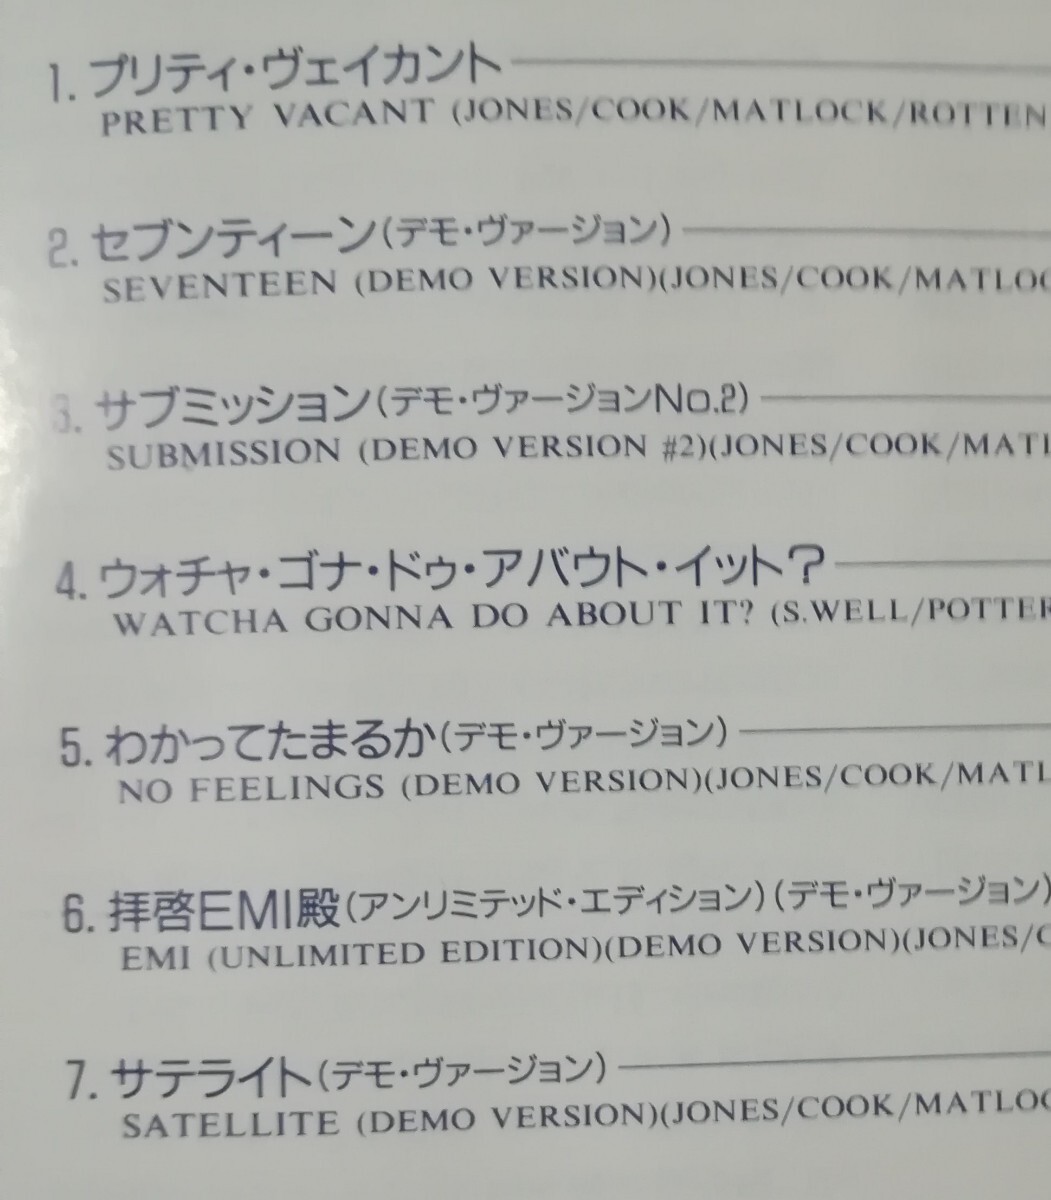 1. プリティ・ヴェイカント
PRETTY VACANT (JONES/COOK/MATLOCK/ROTTEN
2. セブンティーン(デモ・ヴァージョン)
SEVENTEEN (DEMO VERSION)(JONES/COOK/MATLOC
3. サブミッション(デモ・ヴァージョンNo.2)
SUBMISSION (DEMO VERSION #2)(JONES/COOK/MATL
4. ウォチャ・ゴナ・ドゥ・アバウト・イット?
WATCHA GONNA DO ABOUT IT? (S.WELL/POTTER
5. わかってたまるか(デモ・ヴァージョン)
NO FEELINGS (DEMO VERSION)(JONES/COOK/MATL
6. 拝啓EMI殿(アンリミテッド・エディション)(デモ・ヴァージョン)
EMI (UNLIMITED EDITION)(DEMO VERSION)(JONES/C
7. サテライト(デモ・ヴァージョン)
SATELLITE (DEMO VERSION)(JONES/COOK/MATLOC